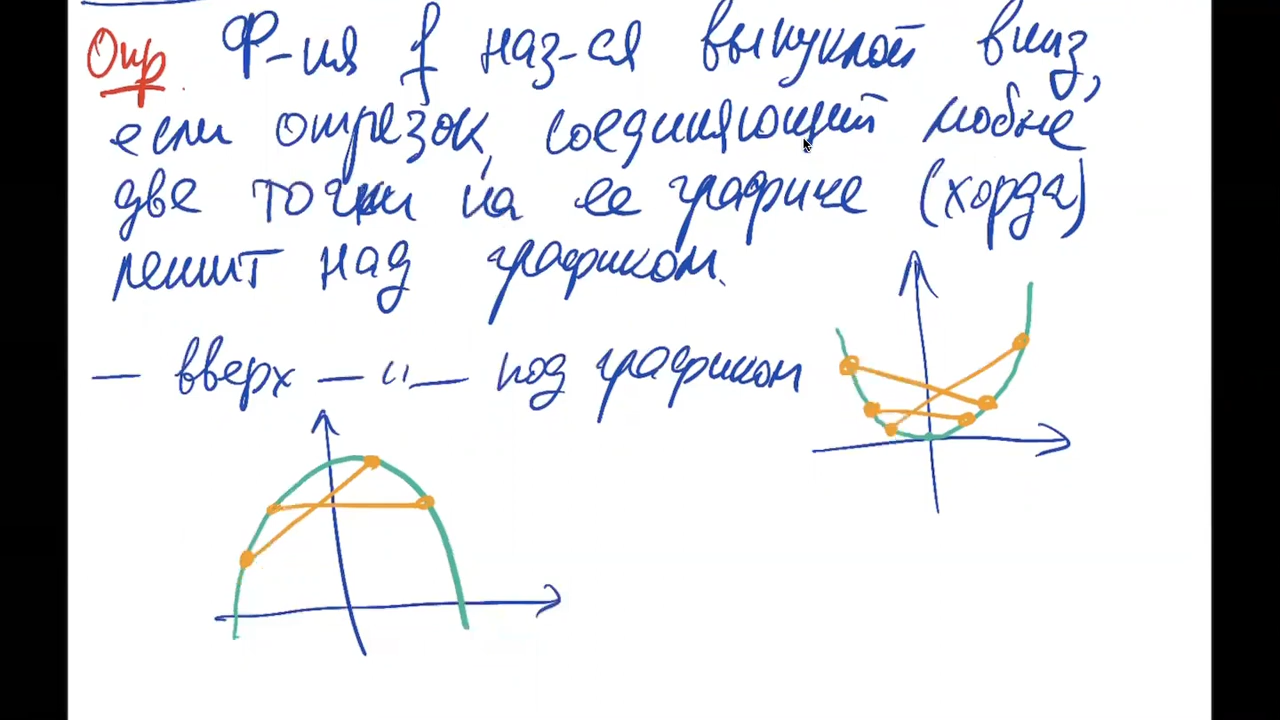 Опр Ф-ия f наз-ся выпуклой вниз,
если отрезок, соединяющий любые
две точки на ее графике (хорда)
лежит над графиком.
— вверх — " — под графиком